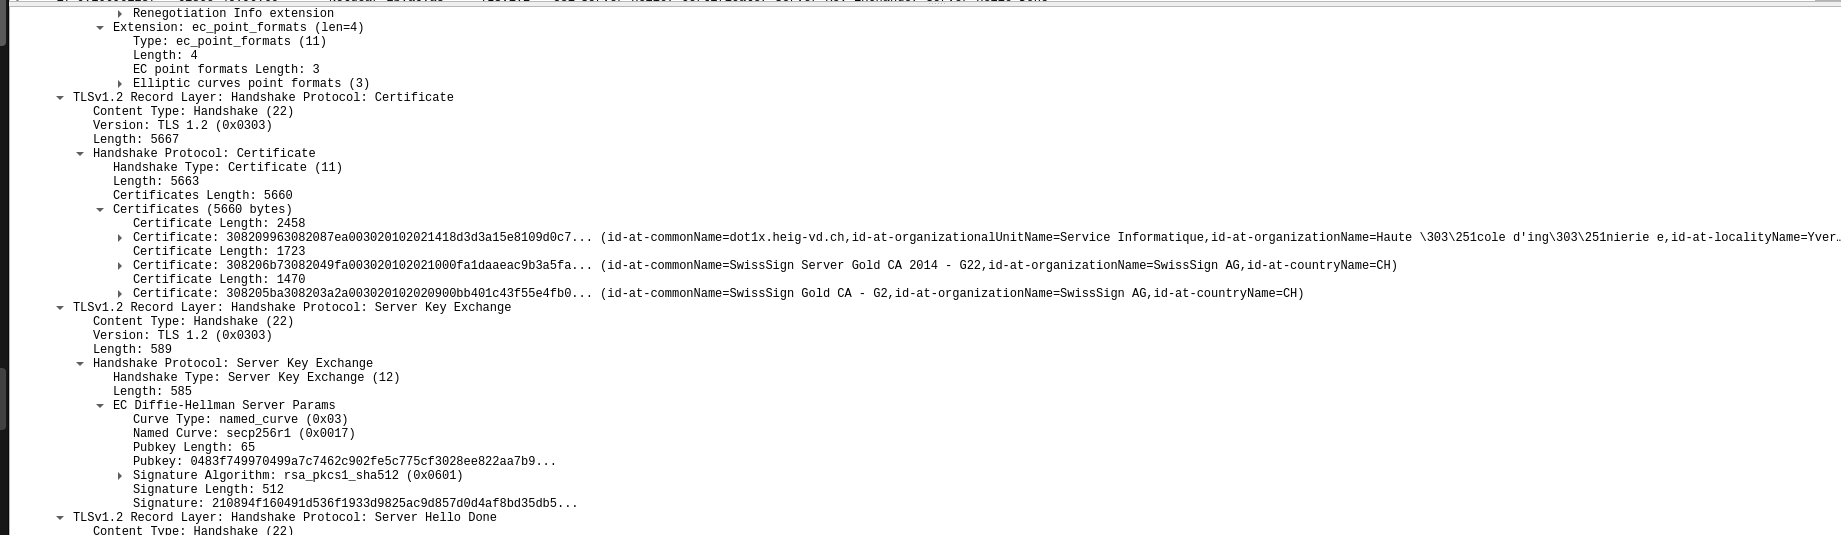 Renegotiation Info extension
Extension: ec_point_formats (len=4)
Type: ec_point_formats (11)
Length: 4
EC point formats Length: 3
Elliptic curves point formats (3)
TLSv1.2 Record Layer: Handshake Protocol: Certificate
Content Type: Handshake (22)
Version: TLS 1.2 (0x0303)
Length: 5667
Handshake Protocol: Certificate
Handshake Type: Certificate (11)
Length: 5663
Certificates Length: 5660
Certificates (5660 bytes)
Certificate Length: 2458
Certificate: 308209963082087ea003020102021418d3d3a15e8109d0c7... (id-at-commonName=dot1x.heig-vd.ch,id-at-organizationalUnitName=Service Informatique,id-at-organizationName=Haute \303\251cole d'ing\303\251nierie e,id-at-localityName=Yver…
Certificate Length: 1723
Certificate: 308206b73082049fa003020102021000fa1daaeac9b3a5fa... (id-at-commonName=SwissSign Server Gold CA 2014 - G22,id-at-organizationName=SwissSign AG,id-at-countryName=CH)
Certificate Length: 1470
Certificate: 308205ba308203a2a003020102020900bb401c43f55e4fb0... (id-at-commonName=SwissSign Gold CA - G2,id-at-organizationName=SwissSign AG,id-at-countryName=CH)
TLSv1.2 Record Layer: Handshake Protocol: Server Key Exchange
Content Type: Handshake (22)
Version: TLS 1.2 (0x0303)
Length: 589
Handshake Protocol: Server Key Exchange
Handshake Type: Server Key Exchange (12)
Length: 585
EC Diffie-Hellman Server Params
Curve Type: named_curve (0x03)
Named Curve: secp256r1 (0x0017)
Pubkey Length: 65
Pubkey: 0483f749970499a7c7462c902fe5c775cf3028ee822aa7b9...
Signature Algorithm: rsa_pkcs1_sha512 (0x0601)
Signature Length: 512
Signature: 210894f160491d536f1933d9825ac9d857d0d4af8bd35db5...
TLSv1.2 Record Layer: Handshake Protocol: Server Hello Done
Content Type: Handshake (22)